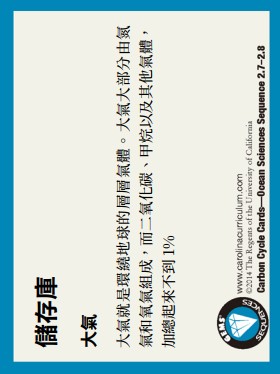 儲存庫
大氣
大氣就是環繞地球的層層氣體。大氣大部分由氮
氣和氧氣組成，而二氧化碳、甲烷以及其他氣體，
加總起來不到1%
GEMS
SEQUENCES
www.carolinacurriculum.com
©2014 The Regents of the University of California
Carbon Cycle Cards—Ocean Sciences Sequence 2.7–2.8